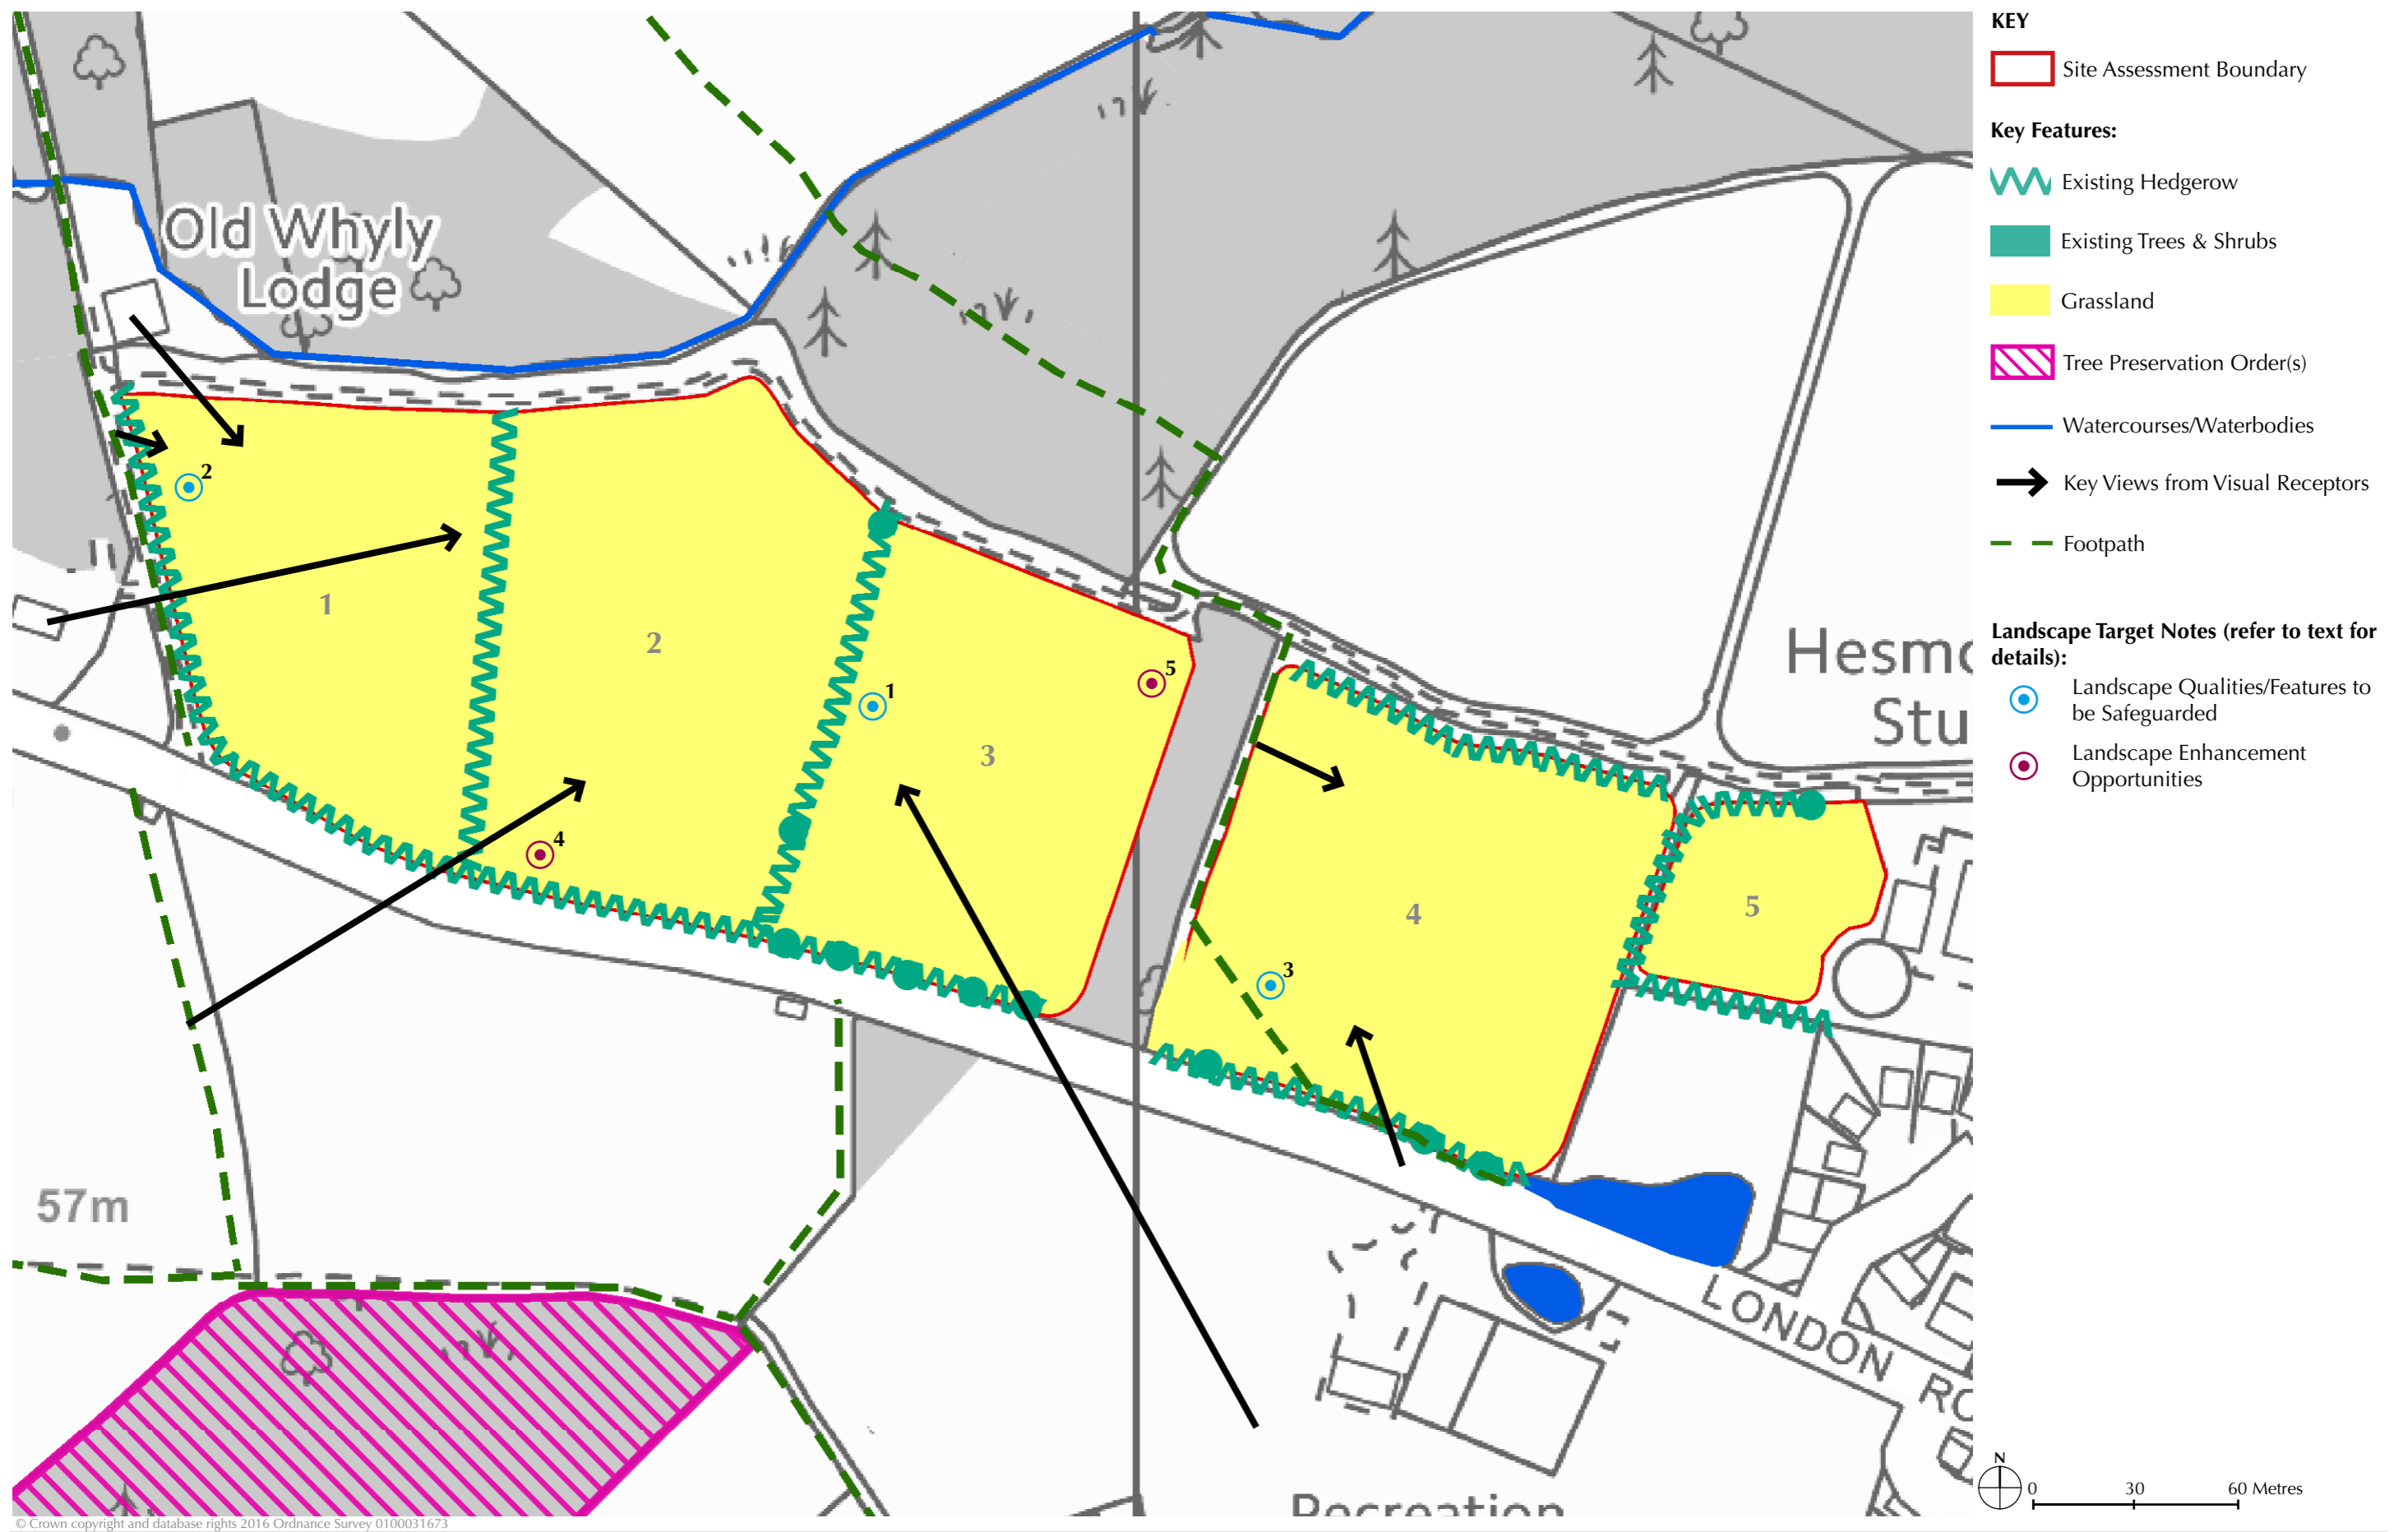 Old Whyly
Lodge
2
1
2
1
5
3
4
3
4
5
Hesmo
Stu
57m
LONDON RO
Recreation
© Crown copyright and database rights 2016 Ordnance Survey 0100031673
KEY
Site Assessment Boundary
Key Features:
Existing Hedgerow
Existing Trees & Shrubs
Grassland
Tree Preservation Order(s)
Watercourses/Waterbodies
Key Views from Visual Receptors
Footpath
Landscape Target Notes (refer to text for
details):
Landscape Qualities/Features to
be Safeguarded
Landscape Enhancement
Opportunities
N
0 30 60 Metres